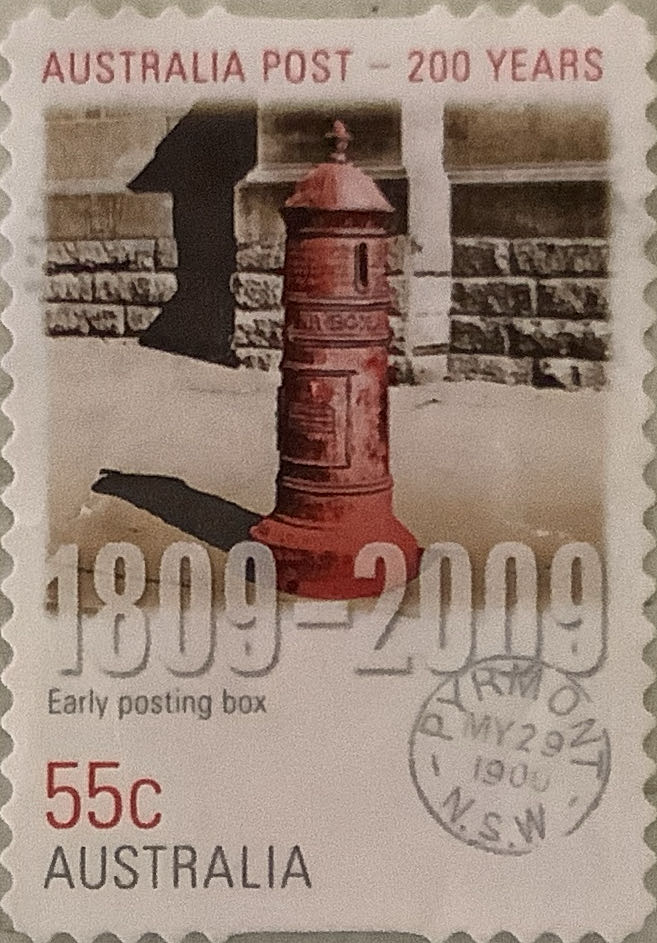 AUSTRALIA POST – 200 YEARS
1809–2009
Early posting box
PYRMONT
MY 29
N.S.W
55c
AUSTRALIA